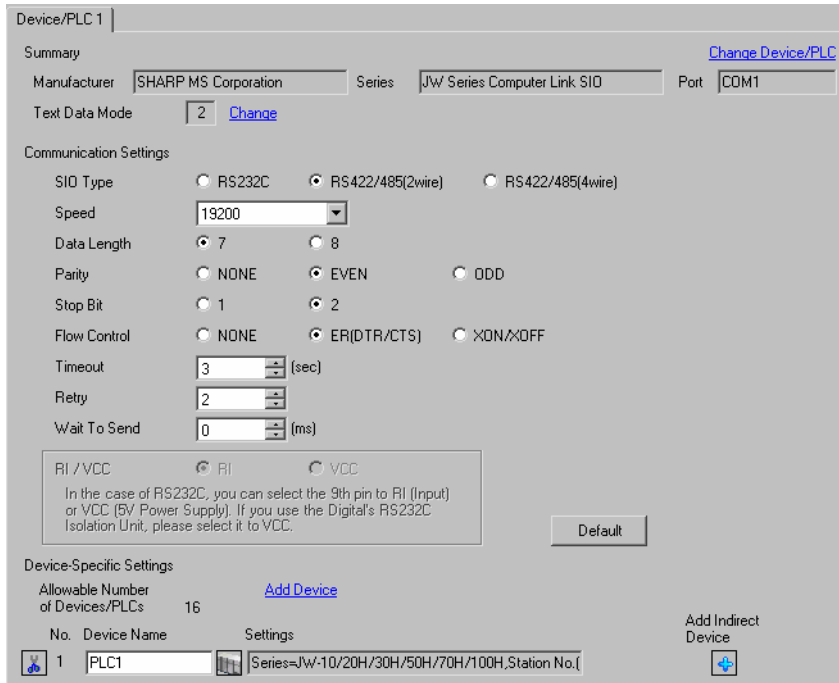 Device/PLC 1
Summary
Change Device/PLC
Manufacturer SHARP MS Corporation Series JW Series Computer Link SIO Port COM1
Text Data Mode 2 Change
Communication Settings
SIO Type RS232C RS422/485(2wire) RS422/485(4wire)
Speed 19200
Data Length 7 8
Parity NONE EVEN ODD
Stop Bit 1 2
Flow Control NONE ER(DTR/CTS) XON/XOFF
Timeout 3 (sec)
Retry 2
Wait To Send 0 (ms)
RI / VCC RI VCC
In the case of RS232C, you can select the 9th pin to RI (Input)
or VCC (5V Power Supply). If you use the Digital's RS232C
Isolation Unit, please select it to VCC.
Default
Device-Specific Settings
Allowable Number
of Devices/PLCs 16
Add Device
Add Indirect
Device
No. Device Name Settings
1 PLC1 Series=JW-10/20H/30H/50H/70H/100H,Station No.(